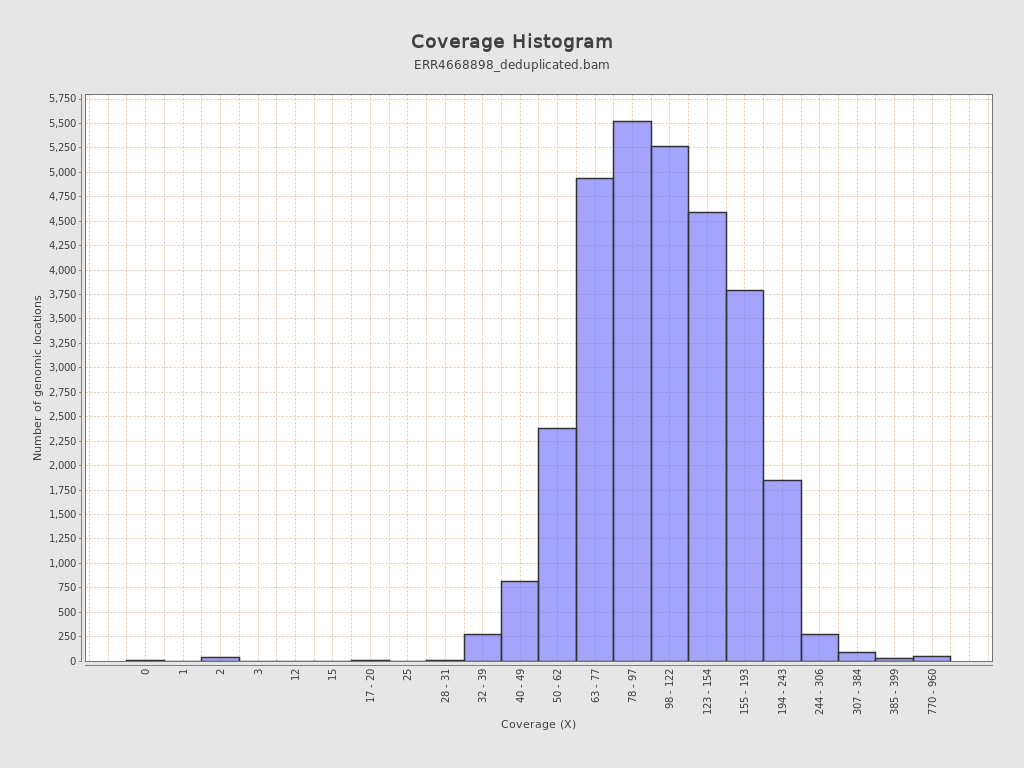 Coverage Histogram
ERR4668898_deduplicated.bam
5,750
5,500
5,250
5,000
4,750
4,500
4,250
4,000
3,750
3,500
3,250
3,000
2,750
2,500
2,250
2,000
1,750
1,500
1,250
1,000
750
500
250
0
Number of genomic locations
0
1
2
3
12
15
17 - 20
25
28 - 31
32 - 39
40 - 49
50 - 62
63 - 77
78 - 97
98 - 122
123 - 154
155 - 193
194 - 243
244 - 306
307 - 384
385 - 399
770 - 960
Coverage (X)